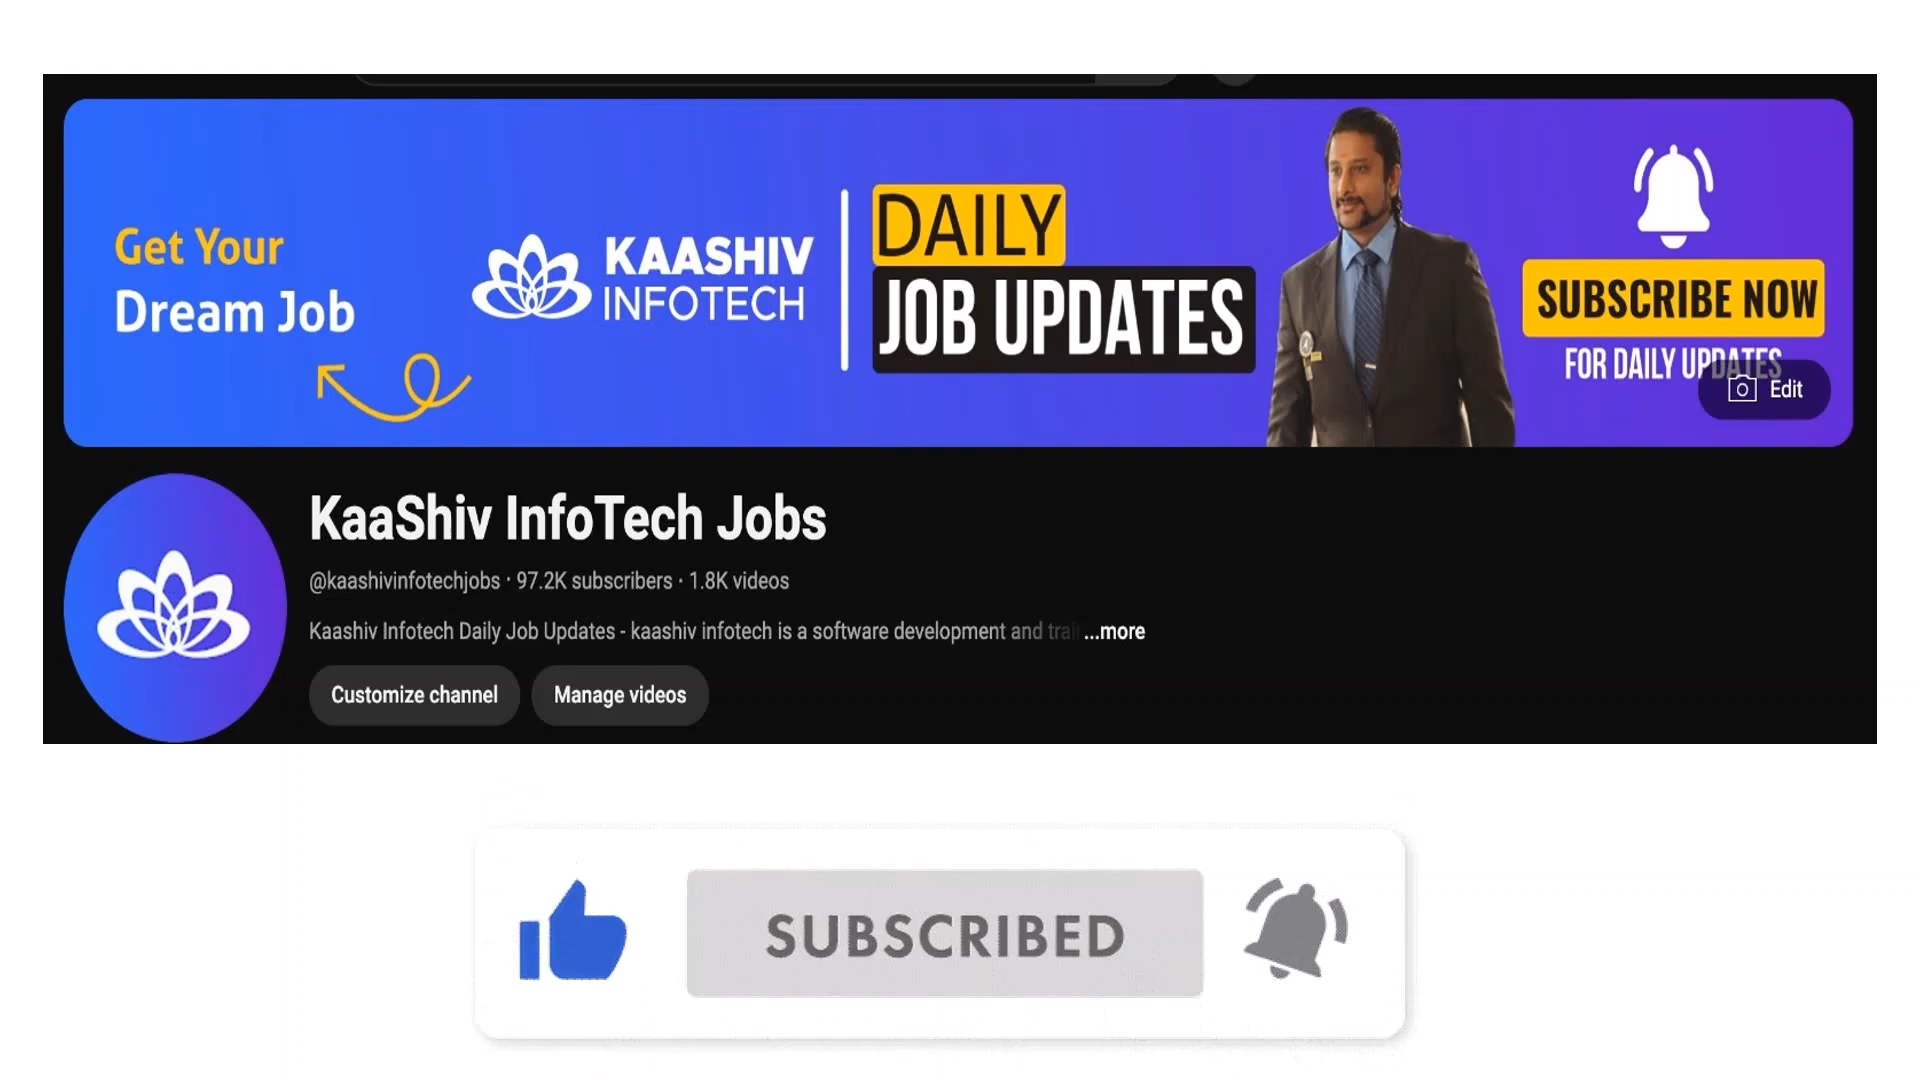 Get Your
Dream Job
KAASHIV
INFOTECH
DAILY
JOB UPDATES
SUBSCRIBE NOW
FOR DAILY UPDATES
Edit
KaaShiv InfoTech Jobs
@kaashivinfotechjobs · 97.2K subscribers · 1.8K videos
Kaashiv Infotech Daily Job Updates - kaashiv infotech is a software development and trai ...more
Customize channel
Manage videos
SUBSCRIBED